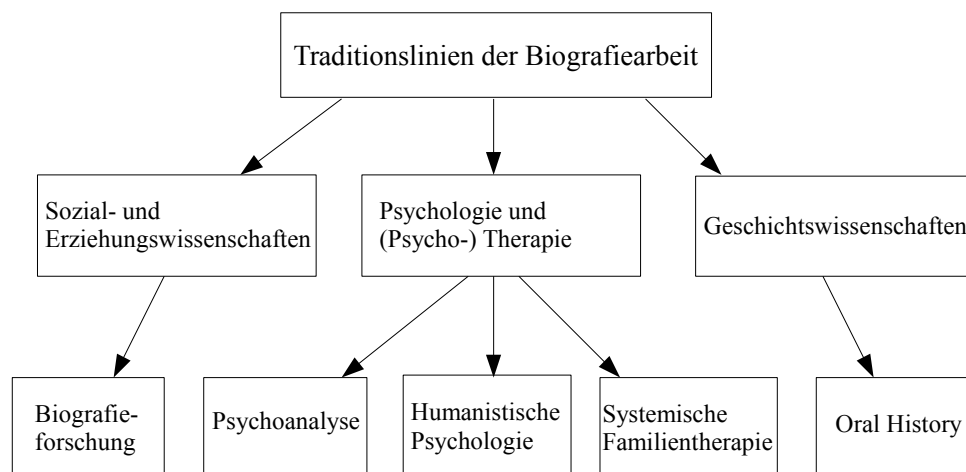 Traditionslinien der Biografiearbeit
Sozial- und
Erziehungswissenschaften
Psychologie und
(Psycho-) Therapie
Geschichtswissenschaften
Biografie-
forschung
Psychoanalyse
Humanistische
Psychologie
Systemische
Familientherapie
Oral History